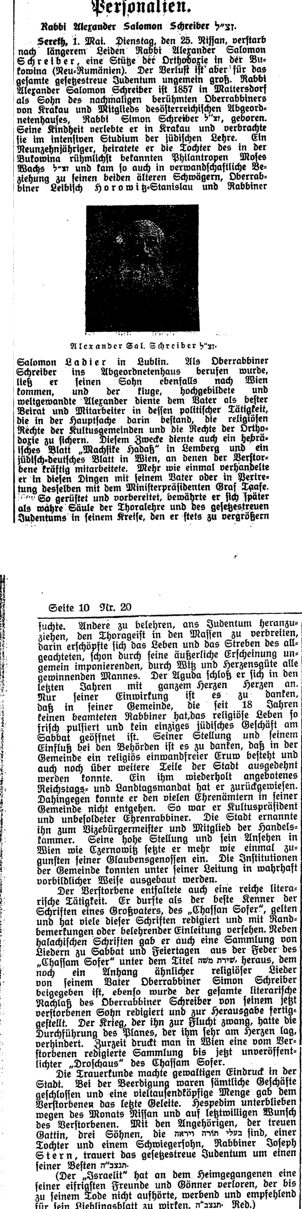 Personalien.
Rabbi Alexander Salomon Schreiber זצ״ל.
Sereth, 1. Mai. Dienstag, den 25. Nissan, verstarb
nach längerem Leiden Rabbi Alexander Salomon
Schreiber, eine Stütze der Orthodoxie in der Bu-
kowina (Neu-Rumänien). Der Verlust ist aber für das
gesamte gesetzestreue Judentum ungemein groß. Rabbi
Alexander Salomon Schreiber ist 1857 in Mattersdorf
als Sohn des nachmaligen berühmten Oberrabbiners
von Krakau und Mitglieds des österreichischen Abgeord-
netenhauses, Rabbi Simon Schreiber זצ״ל, geboren.
Seine Kindheit verlebte er in Krakau und verbrachte
sie im intensiven Studium der jüdischen Lehre. Ein
Neunzehnjähriger, heiratete er die Tochter des in der
Bukowina rühmlichst bekannten Philantropen Moses
Wachs ז״ל und kam so auch in verwandschaftliche Be-
ziehung zu seinen beiden älteren Schwägern, Oberrab-
biner Leibisch Horowitz-Stanislau und Rabbiner
Alexander Sal. Schreiber זצ״ל.
Salomon Ladier in Lublin. Als Oberrabbiner
Schreiber ins Abgeordnetenhaus berufen wurde,
ließ er seinen Sohn ebenfalls nach Wien
kommen, und der kluge, hochgebildete und
weltgewandte Alexander diente dem Vater als bester
Beirat und Mitarbeiter in dessen politischer Tätigkeit,
die in der Hauptsache darin bestand, die religiösen
Rechte der Kultusgemeinden und die Rechte der Ortho-
doxie zu sichern. Diesem Zwecke diente auch ein hebrä-
isches Blatt „Machsike Hadaß" in Lemberg und ein
jüdisch-deutsches Blatt in Wien, an denen der Verstor-
bene kräftig mitarbeitete. Mehr wie einmal verhandelte
er in diesen Dingen mit seinem Vater oder in Vertre-
tung desselben mit dem Ministerpräsidenten Graf Taafe.
So gerüstet und vorbereitet, bewährte er sich später
als wahre Säule der Thoralehre und des gesetzestreuen
Judentums in seinem Kreise, den er stets zu vergrößern
Seite 10 Nr. 20
suchte. Andere zu belehren, ans Judentum heranzu-
ziehen, den Thorageist in den Massen zu verbreiten,
darin erschöpfte sich das Leben und das Streben des all-
geachteten, schon durch seine äußerliche Erscheinung un-
gemein imponierenden, durch Witz und Herzensgüte alle
gewinnenden Mannes. Der Aguda schloß er sich in den
letzten Jahren mit ganzem Herzen Herzen an.
Nur seiner Einwirkung ist es zu danken,
daß in seiner Gemeinde, die seit 18 Jahren
keinen beamteten Rabbiner hat, das religiöse Leben so
frisch pulsiert und kein einziges jüdisches Geschäft am
Sabbat geöffnet ist. Seiner Stellung und seinem
Einfluß bei den Behörden ist es zu danken, daß in der
Gemeinde ein religiös einwandfreier Eruw besteht und
auch noch über weitere Teile der Stadt ausgedehnt
werden konnte. Ein ihm wiederholt angebotenes
Reichstags- und Landtagsmandat hat er zurückgewiesen.
Dahingegen konnte er den vielen Ehrenämtern in seiner
Gemeinde nicht entgehen. So war er Kultuspräsident
und unbesoldeter Ehrenrabbiner. Die Stadt ernannte
ihn zum Vizebürgermeister und Mitglied der Handels-
kammer. Seine hohe Stellung und sein Ansehen in
Wien wie Czernowitz setzte er mehr wie einmal zu-
gunsten seiner Glaubensgenossen ein. Die Institutionen
der Gemeinde konnten unter seiner Leitung in wahrhaft
vorbildlicher Weise ausgebaut werden.
Der Verstorbene entfaltete auch eine reiche litera-
rische Tätigkeit. Er durfte als der beste Kenner der
Schriften eines Großvaters, des „Chassam Sofer", gelten
und hat viele dieser Schriften redigiert und mit Rand-
bemerkungen oder belehrender Einleitung versehen. Neben
halachischen Schriften gab er auch eine Sammlung von
Liedern zu Sabbat und Feiertagen aus der Feder des
„Chassam Sofer" unter dem Titel שירת משה heraus, dem
noch ein Anhang ähnlicher religiöser Lieder
von seinem Vater Oberrabbiner Simon Schreiber
beigegeben ist, ebenso wurde der gesamte literarische
Nachlaß des Oberrabbiner Schreiber von seinem jetzt
verstorbenen Sohn redigiert und zur Herausgabe fertig-
gestellt. Der Krieg, der ihn zur Flucht zwang, hatte die
Durchführung des Planes, der ihm sehr am Herzen lag,
verhindert. Zurzeit druckt man in Wien eine vom Ver-
storbenen redigierte Sammlung bis jetzt unveröffent-
lichter „Droschaus" des Chassam Sofer.
Die Trauerkunde machte gewaltigen Eindruck in der
Stadt. Bei der Beerdigung waren sämtliche Geschäfte
geschlossen und eine vieltausendköpfige Menge gab dem
Verstorbenen das letzte Geleite. Hespedim unterblieben
wegen des Monats Nissan und auf letztwilligen Wunsch
des Verstorbenen. Mit den Angehörigen, der treuen
Gattin, drei Söhnen, die sind, einer
Tochter und einem Schwiegersohn, Rabbiner Joseph
Stern, trauert das gesetzestreue Judentum um einen
seiner Besten תנצב״ה.
(Der „Israelit" hat an dem Heimgegangenen eine
seiner eifrigsten Freunde und Gönner verloren, der bis
zu seinem Tode nicht aufhörte, werbend und empfehlend
für sein Lieblingsblatt zu wirken. תנצב״ה. Red.)